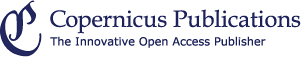 Copernicus Publications
The Innovative Open Access Publisher